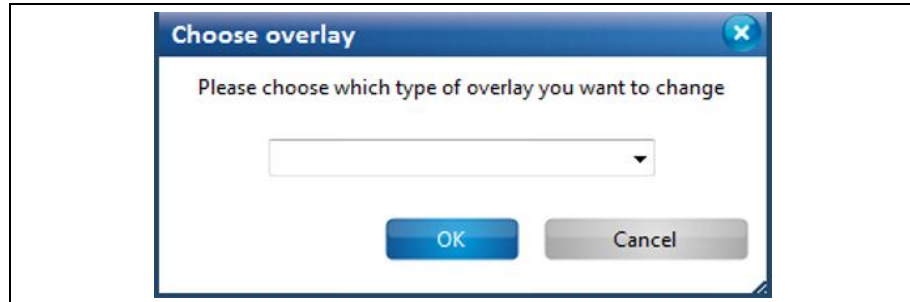 Choose overlay
Please choose which type of overlay you want to change
OK
Cancel